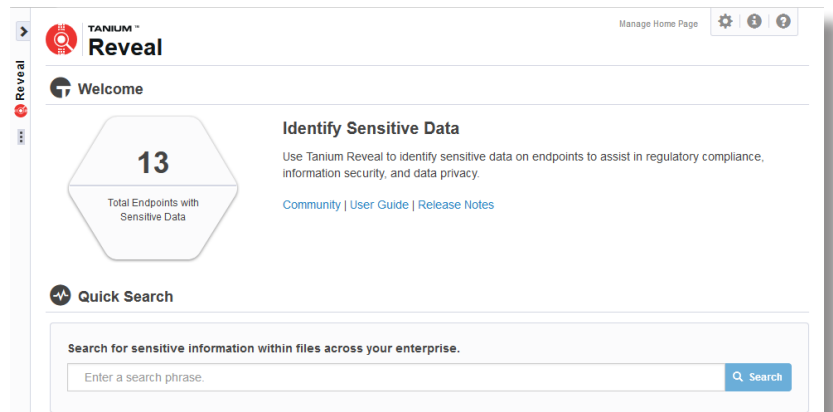 TANIUM™
Reveal
Manage Home Page
Reveal
Welcome
13
Total Endpoints with
Sensitive Data
Identify Sensitive Data
Use Tanium Reveal to identify sensitive data on endpoints to assist in regulatory compliance,
information security, and data privacy.
Community | User Guide | Release Notes
Quick Search
Search for sensitive information within files across your enterprise.
Enter a search phrase.
Search